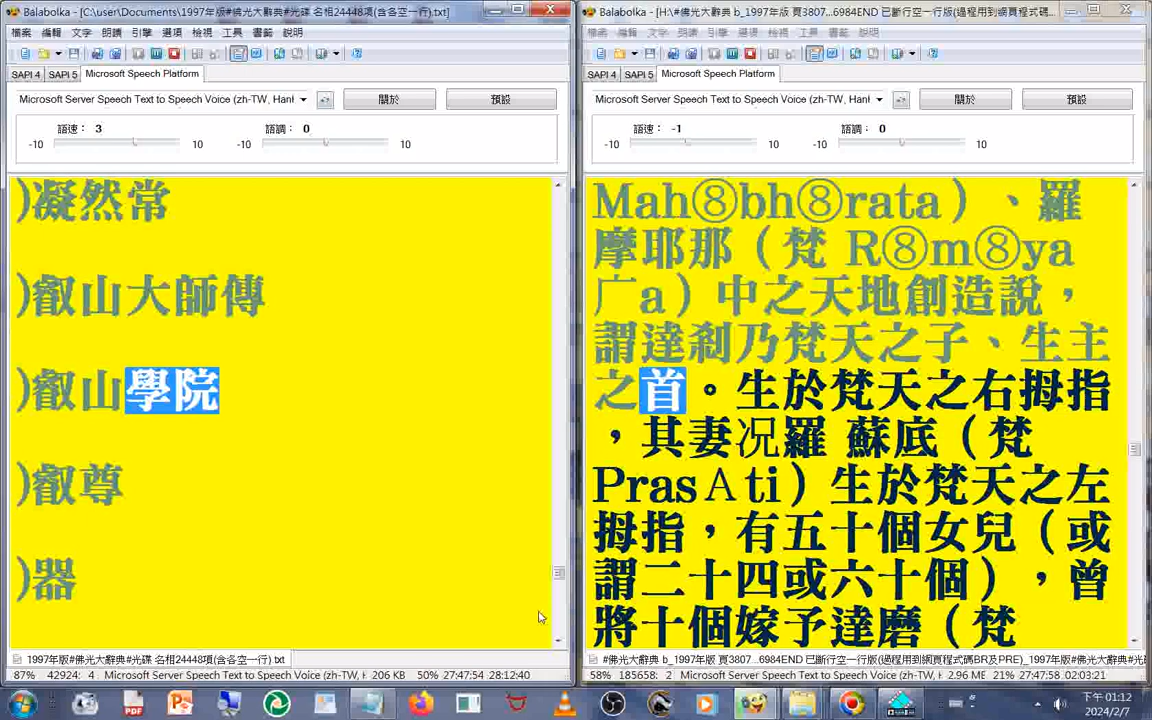 Balabolka - [C:\user\Documents\1997年版#佛光大辭典#光碟 名相24448項(含各空一行).txt]
檔案 編輯 文字 朗讀 引擎 選項 檢視 工具 書籤 說明
SAPI 4 SAPI 5 Microsoft Speech Platform
Microsoft Server Speech Text to Speech Voice (zh-TW, Hanl
關於 預設
語速： 3 語調： 0
-10 10 -10 10
)凝然常
)叡山大師傳
)叡山學院
)叡尊
)器
1997年版#佛光大辭典#光碟 名相24448項(含各空一行).txt
87% 42924: 4 Microsoft Server Speech Text to Speech Voice (zh-TW, H 206 KB 50% 27:47:54 28:12:40
Balabolka - [H:\#佛光大辭典 b_1997年版 頁3807...6984END 已斷行空一行版(過程用到網頁程式碼
檔案 編輯 文字 朗讀 引擎 選項 檢視 工具 書籤 說明
SAPI 4 SAPI 5 Microsoft Speech Platform
Microsoft Server Speech Text to Speech Voice (zh-TW, Hanl
關於 預設
語速： -1 語調： 0
-10 10 -10 10
Mah⑧bh⑧rata）、羅
摩耶那（梵 R⑧m⑧ya
广a）中之天地創造說，
謂達剎乃梵天之子、生主
之首。生於梵天之右拇指
，其妻况羅 蘇底（梵
PrasＡti）生於梵天之左
拇指，有五十個女兒（或
謂二十四或六十個），曾
將十個嫁予達磨（梵
#佛光大辭典 b_1997年版 頁3807...6984END 已斷行空一行版(過程用到網頁程式碼BR及PRE)_1997年版#光
58% 185658: 2 Microsoft Server Speech Text to Speech Voice (zh-TW, H 2.96 MB 21% 27:47:58 02:03:21
下午 01:12
2024/2/7